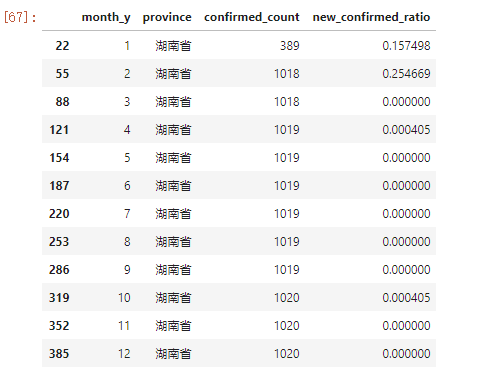 [67]:
month_y province confirmed_count new_confirmed_ratio
22 1 湖南省 389 0.157498
55 2 湖南省 1018 0.254669
88 3 湖南省 1018 0.000000
121 4 湖南省 1019 0.000405
154 5 湖南省 1019 0.000000
187 6 湖南省 1019 0.000000
220 7 湖南省 1019 0.000000
253 8 湖南省 1019 0.000000
286 9 湖南省 1019 0.000000
319 10 湖南省 1020 0.000405
352 11 湖南省 1020 0.000000
385 12 湖南省 1020 0.000000